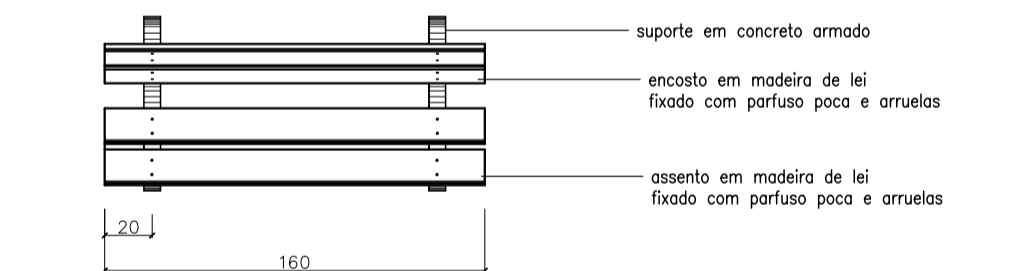 suporte em concreto armado
encosto em madeira de lei
fixado com parfuso poca e arruelas
assento em madeira de lei
fixado com parfuso poca e arruelas
20
160